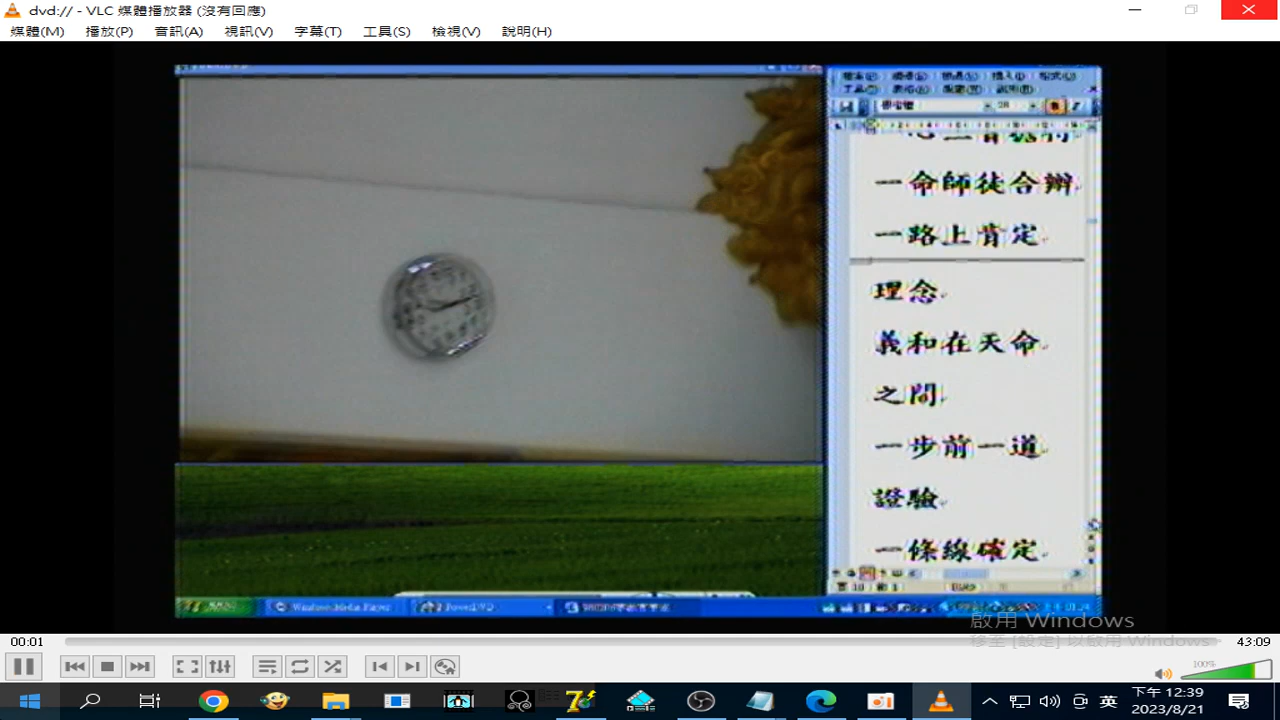 dvd:// - VLC 媒體播放器 (沒有回應)
媒體(M) 播放(P) 音訊(A) 視訊(V) 字幕(T) 工具(S) 檢視(V) 說明(H)
一命師徒合辦
一路上肯定
理念
義和在天命
之間
一步前一道
證驗
一條線確定
Windows Media Player
PowerDVD
啟用 Windows
移至 [設定] 以啟用 Windows。
00:01
43:09
100%
英
下午 12:39
2023/8/21